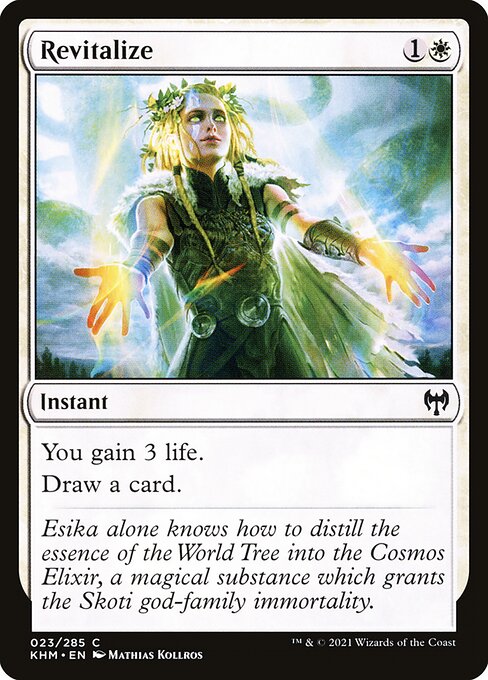 Revitalize 1
Instant
You gain 3 life.
Draw a card.
Esika alone knows how to distill the
essence of the World Tree into the Cosmos
Elixir, a magical substance which grants
the Skoti god-family immortality.
023/285 C
KHM • EN Mathias Kollros
™ & © 2021 Wizards of the Coast